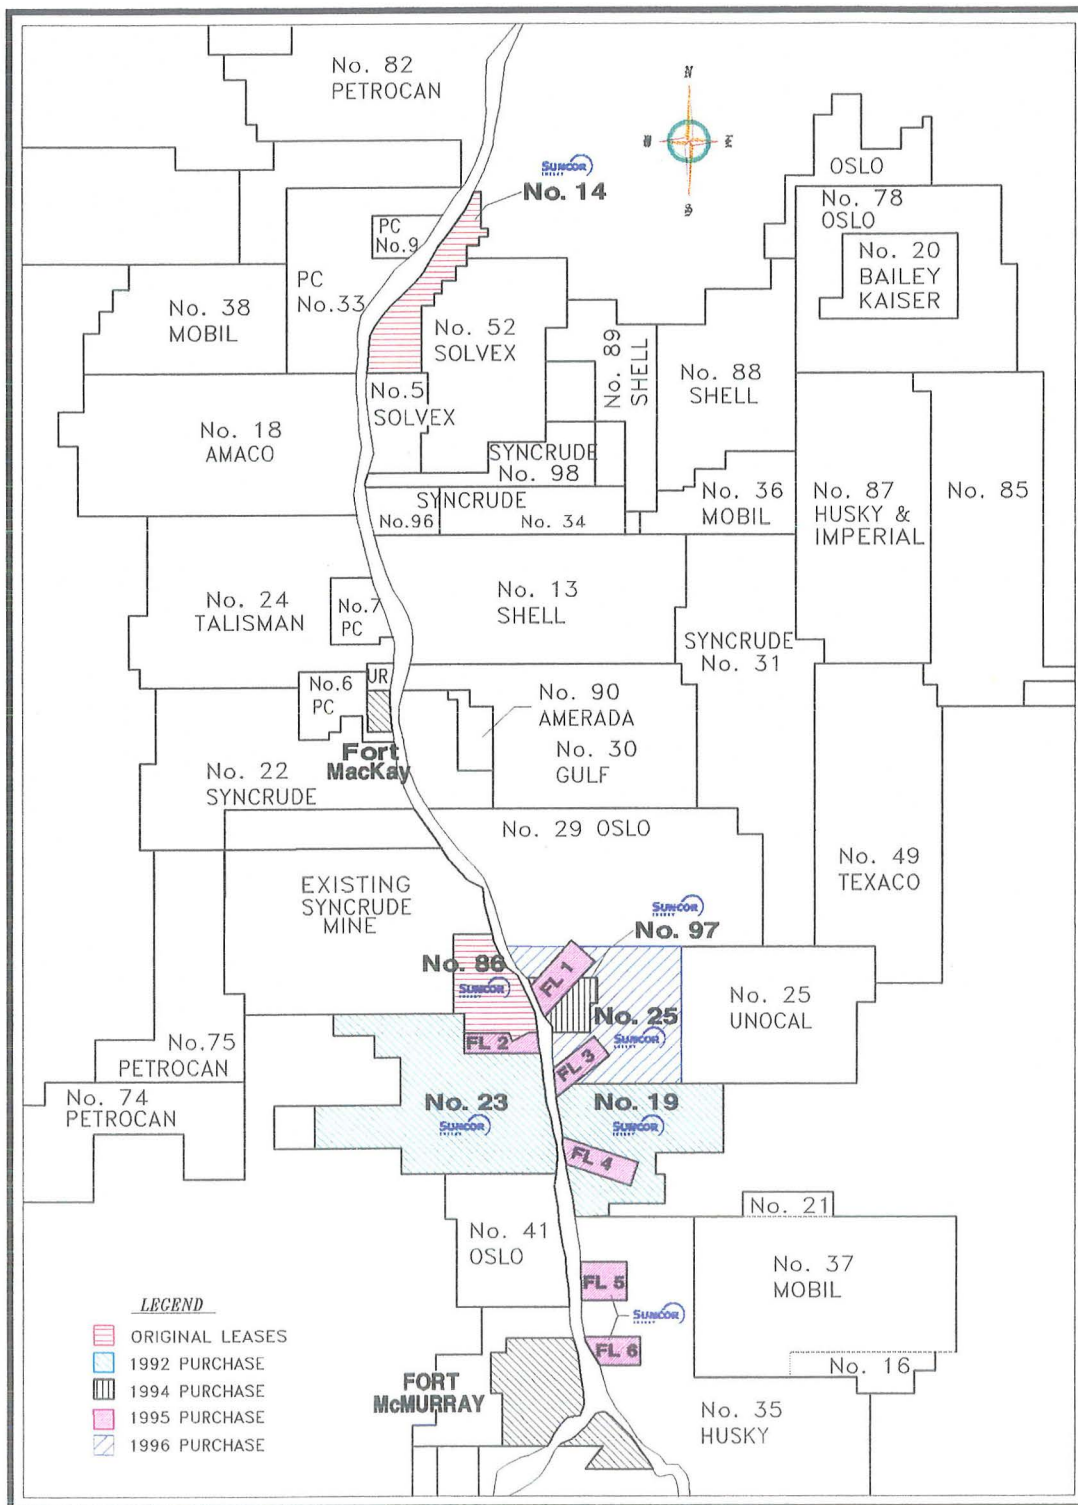 No. 82
PETROCAN
N
W
E
S
SUNCOR
ENERGY
No. 14
OSLO
No. 78
OSLO
No. 20
BAILEY
KAISER
PC
No.9
PC
No.33
No. 38
MOBIL
No. 52
SOLVEX
No. 89
SHELL
No. 88
SHELL
No.5
SOLVEX
No. 18
AMACO
SYNCRUDE
No. 98
SYNCRUDE
No.96
No. 34
No. 36
MOBIL
No. 87
HUSKY &
IMPERIAL
No. 85
No. 24
TALISMAN
No.7
PC
No. 13
SHELL
SYNCRUDE
No. 31
No.6
PC
UR
No. 90
AMERADA
No. 30
GULF
Fort
MacKay
No. 22
SYNCRUDE
No. 29 OSLO
No. 49
TEXACO
EXISTING
SYNCRUDE
MINE
SUNCOR
ENERGY
No. 97
No. 86
SUNCOR
ENERGY
FL 1
No. 25
SUNCOR
ENERGY
No. 25
UNOCAL
FL 2
FL 3
No.75
PETROCAN
No. 74
PETROCAN
No. 23
SUNCOR
ENERGY
No. 19
SUNCOR
ENERGY
FL 4
No. 21
No. 41
OSLO
No. 37
MOBIL
FL 5
SUNCOR
ENERGY
FL 6
No. 16
FORT
McMURRAY
No. 35
HUSKY
LEGEND
ORIGINAL LEASES
1992 PURCHASE
1994 PURCHASE
1995 PURCHASE
1996 PURCHASE